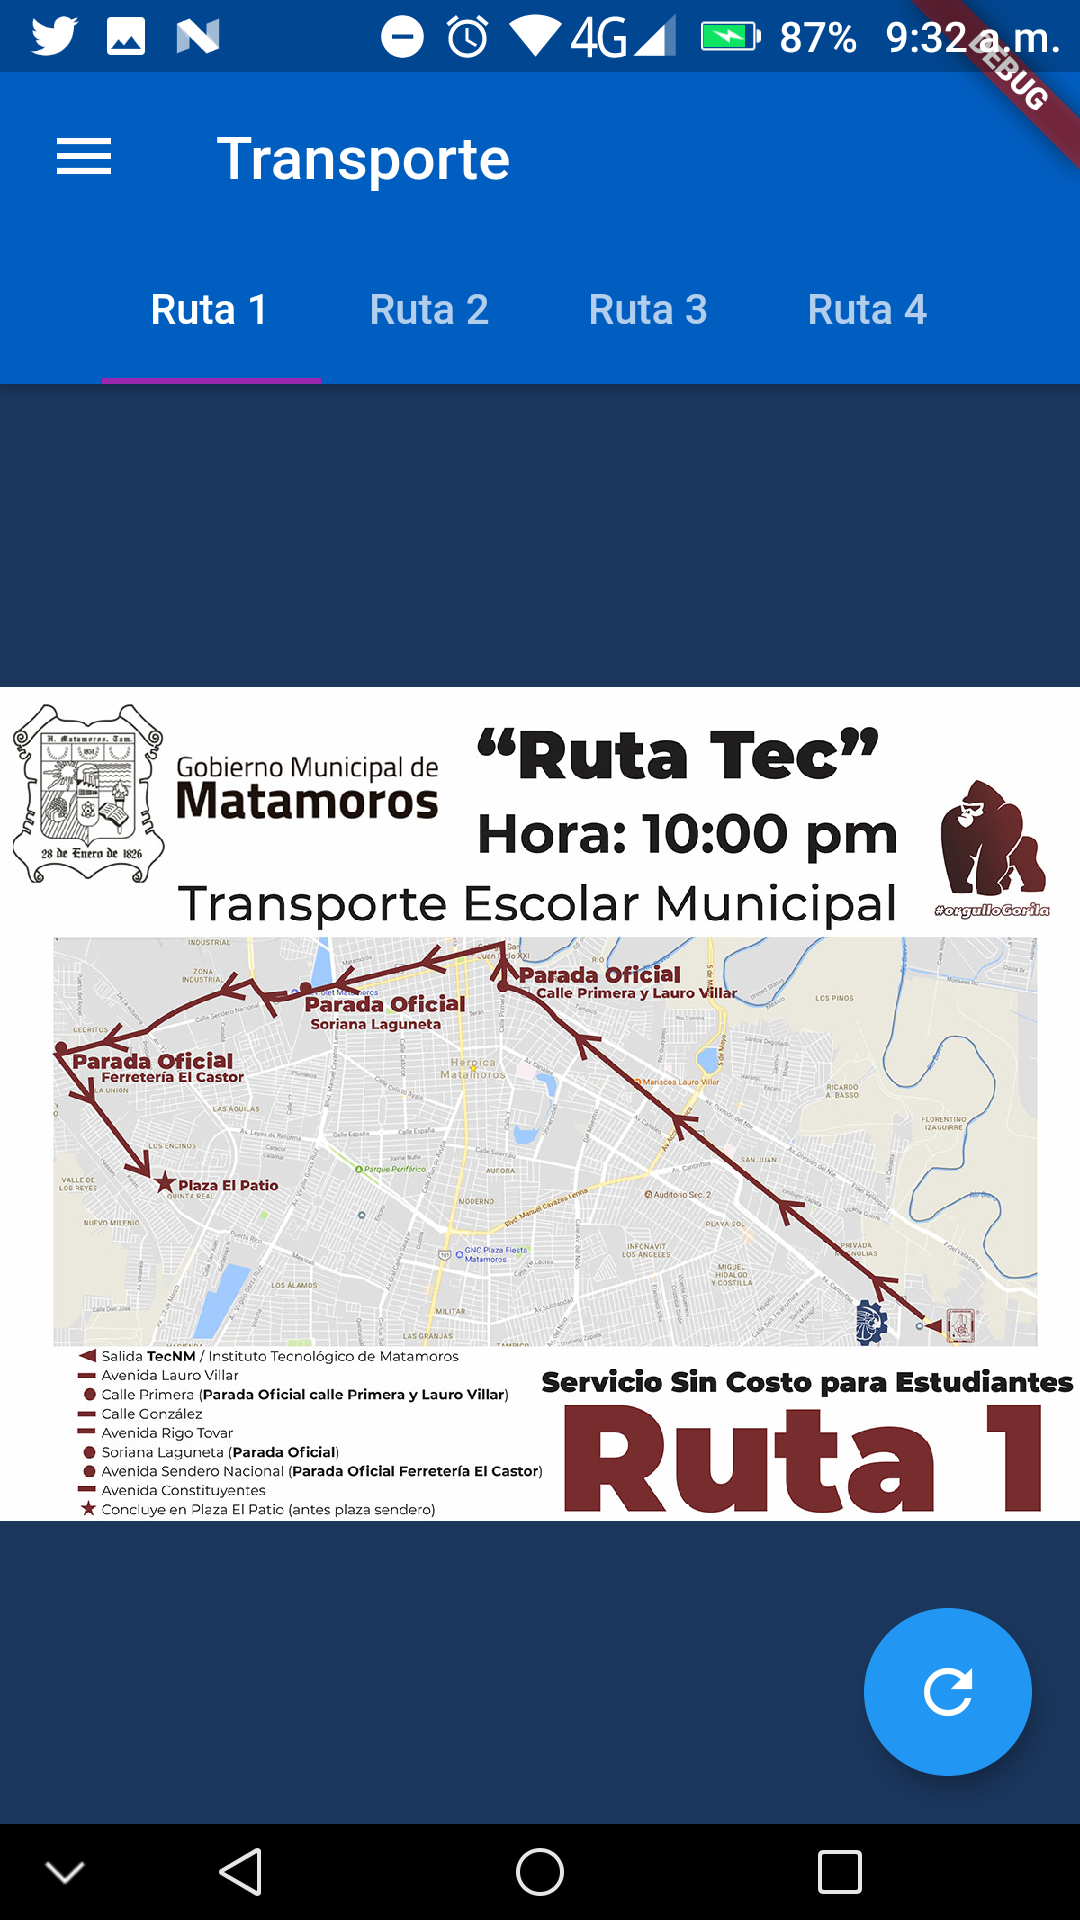 4G 87% 9:32 a.m.
DEBUG
Transporte
Ruta 1 Ruta 2 Ruta 3 Ruta 4
H. Matamoros, Tam.
28 de Enero de 1826
Gobierno Municipal de
Matamoros
“Ruta Tec”
Hora: 10:00 pm
Transporte Escolar Municipal
#orgulloGorila
INDUSTRIAL
ZONA
INDUSTRIAL
Parada Oficial
Calle Primera y Lauro Villar
Parada Oficial
Soriana Laguneta
LOS PINOS
Parada Oficial
Ferretería El Castor
LA UNION
Heroica
Matamoros
Mariscos Lauro Villar
RICARDO
A. BASSO
LAS AGUILAS
FLORENTINO
IZAGUIRRE
LOS ENCINOS
Parque Periférico
AURORA
SAN JUAN
VALLE DE
LOS REYES
Plaza El Patio
QUINTA REAL
MODERNO
Auditorio Sec. 2
Blvd. Manuel Cavazos Lerma
NUEVO MILENIO
PLAYA SOL
GNC Plaza Fiesta
Matamoros
INFONAVIT
LOS ANGELES
PRIVADA
MAGNOLIAS
MIGUEL
HIDALGO
Y COSTILLA
LOS ÁLAMOS
MILITAR
LAS GRANJAS
Salida TecNM / Instituto Tecnológico de Matamoros
Avenida Lauro Villar
Calle Primera (Parada Oficial calle Primera y Lauro Villar)
Calle González
Avenida Rigo Tovar
Soriana Laguneta (Parada Oficial)
Avenida Sendero Nacional (Parada Oficial Ferretería El Castor)
Avenida Constituyentes
Concluye en Plaza El Patio (antes plaza sendero)
Servicio Sin Costo para Estudiantes
Ruta 1